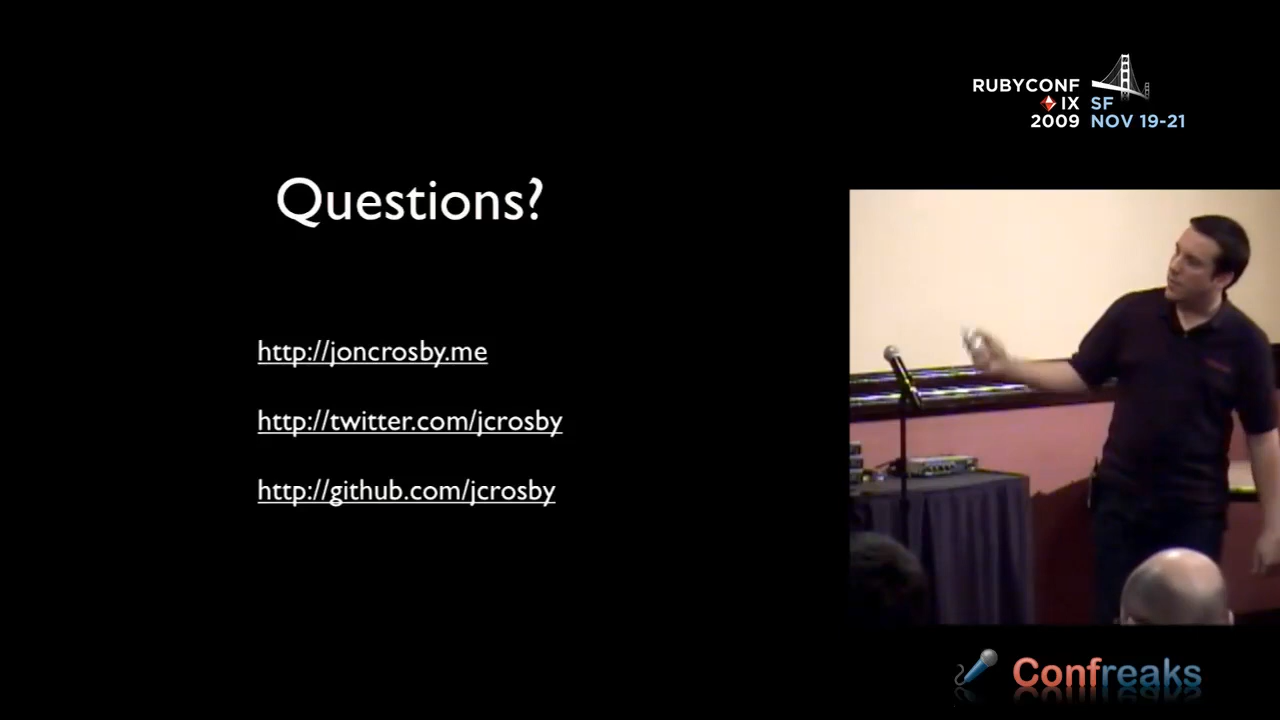 RUBYCONF
IX SF
2009 NOV 19-21
Questions?
http://joncrosby.me
http://twitter.com/jcrosby
http://github.com/jcrosby
Confreaks